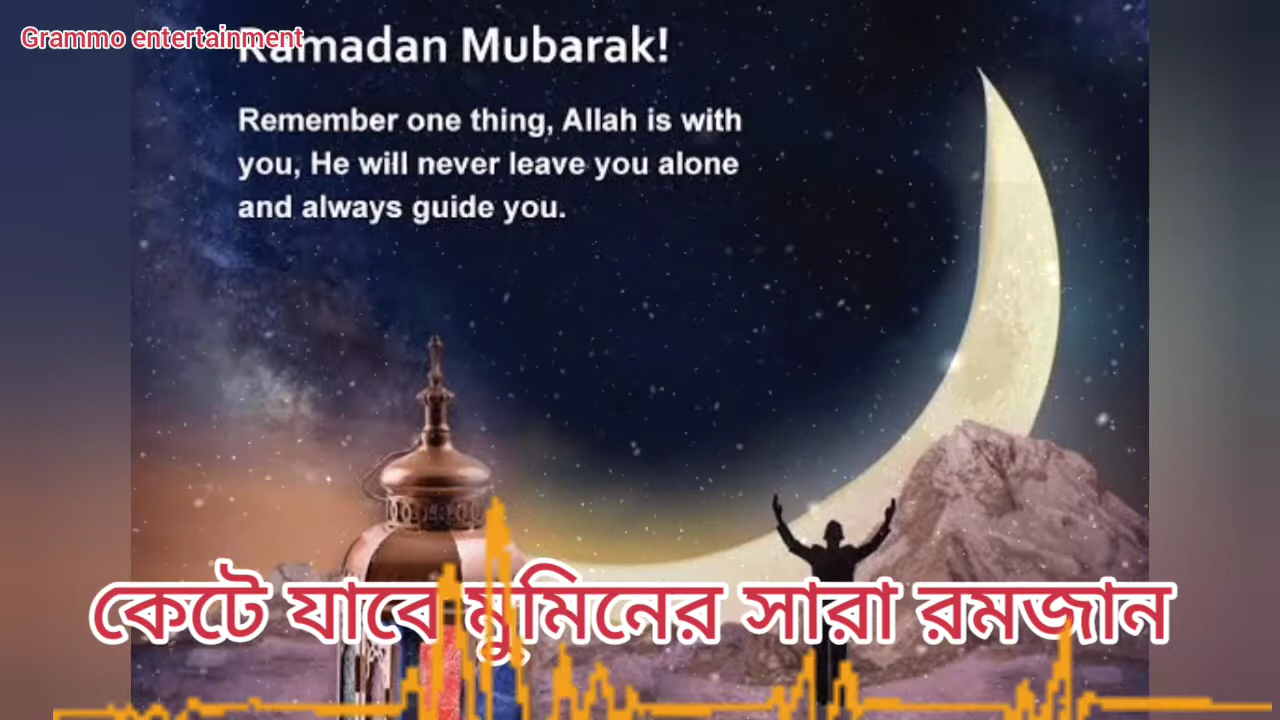 Grammo entertainment
Ramadan Mubarak!
Remember one thing, Allah is with
you, He will never leave you alone
and always guide you.
কেটে যাবে মুমিনের সারা রমজান